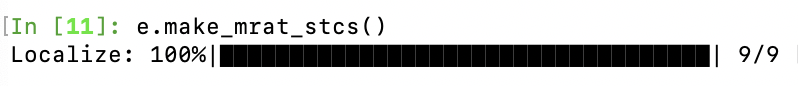 [In [11]: e.make_mrat_stcs()
Localize: 100%|███████████████████████████████████| 9/9